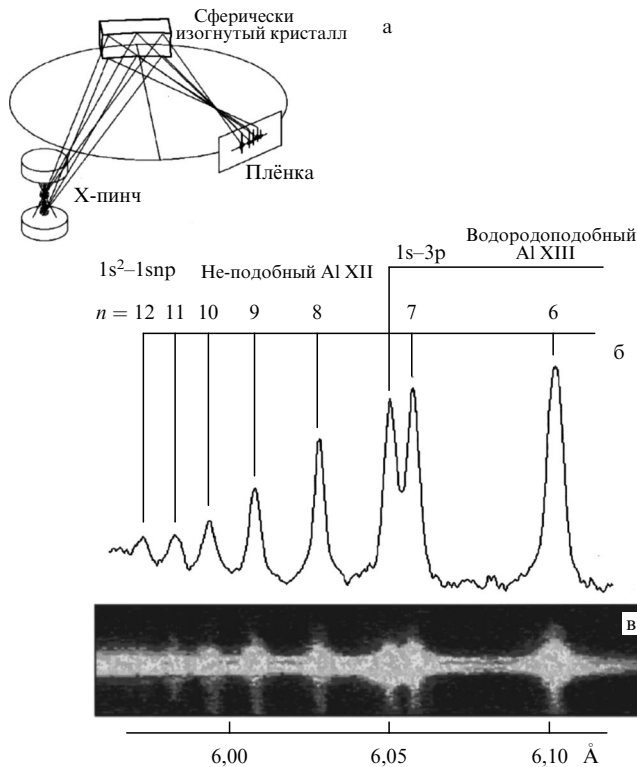 Сферически
изогнутый кристалл
а
Плёнка
X-пинч
Водородоподобный
1s–3p
Al XIII
1s²–1snp
He-подобный Al XII
n = 12 11 10 9 8 7 6
б
в
6,00 6,05 6,10 Å